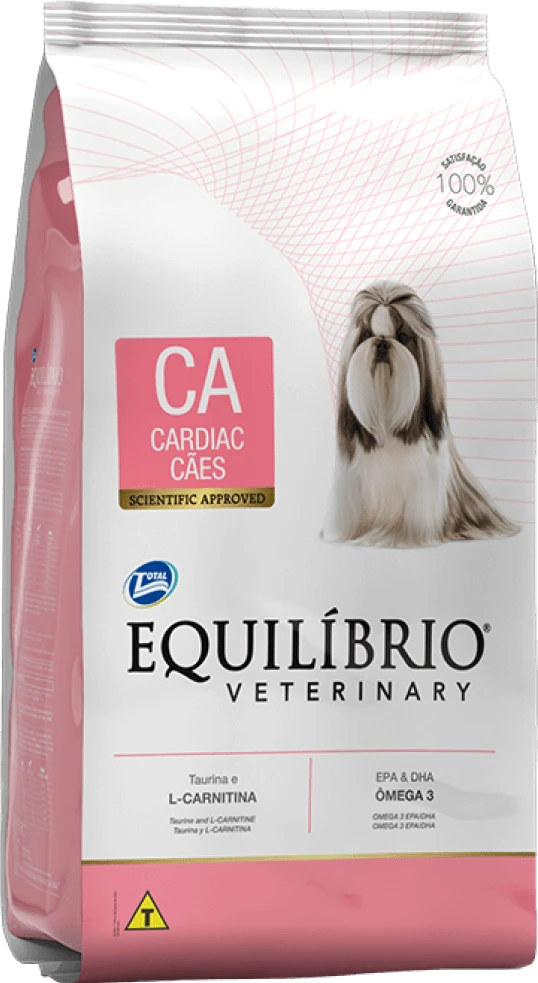 SATISFAÇÃO
100%
GARANTIDA
CA
CARDIAC
CÃES
SCIENTIFIC APPROVED
TOTAL
EQUILÍBRIO
EQUILÍBRIO®
VETERINARY
Taurina e
L-CARNITINA
Taurine and L-CARNITINE
Taurina y L-CARNITINA
EPA & DHA
ÔMEGA 3
OMEGA 3 EPA/DHA
OMEGA 3 EPA/DHA
T